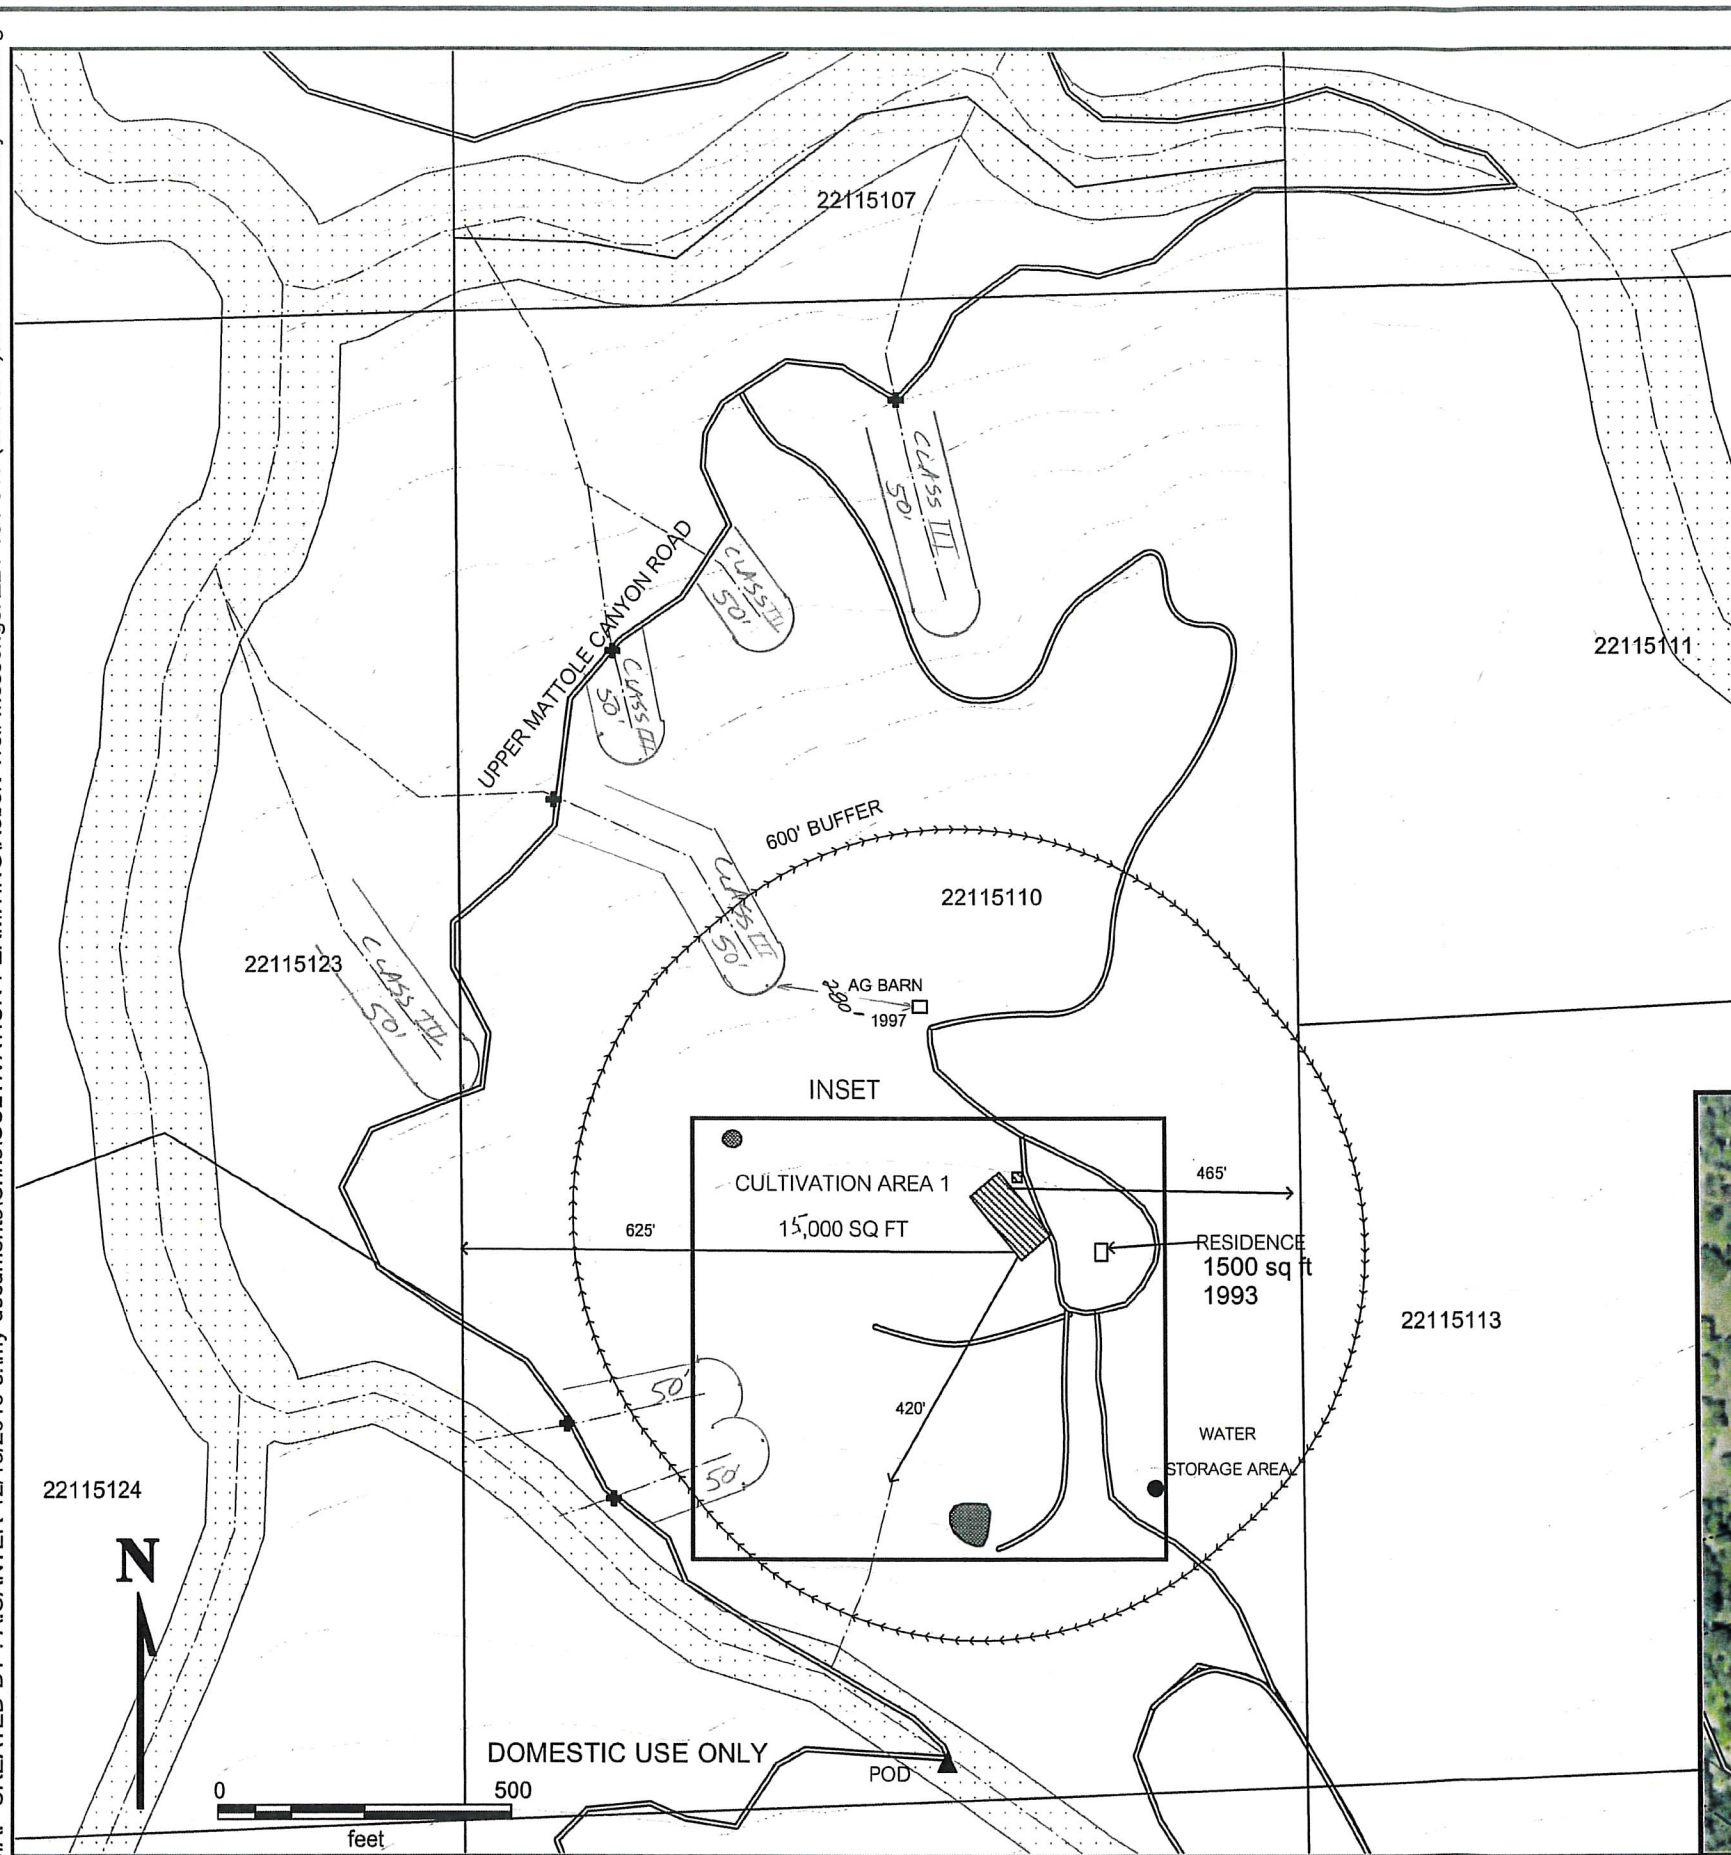 22115107
CLASS III
50'
CLASS III
50'
UPPER MATTOLE CANYON ROAD
CLASS III
50'
22115111
600' BUFFER
CLASS III
50'
22115110
22115123
CLASS III
50'
280
AG BARN
1997
INSET
CULTIVATION AREA 1
15,000 SQ FT
465'
625'
RESIDENCE
1500 sq ft
1993
22115113
50'
50'
420'
WATER
STORAGE AREA
22115124
N
DOMESTIC USE ONLY
POD
0 500
feet